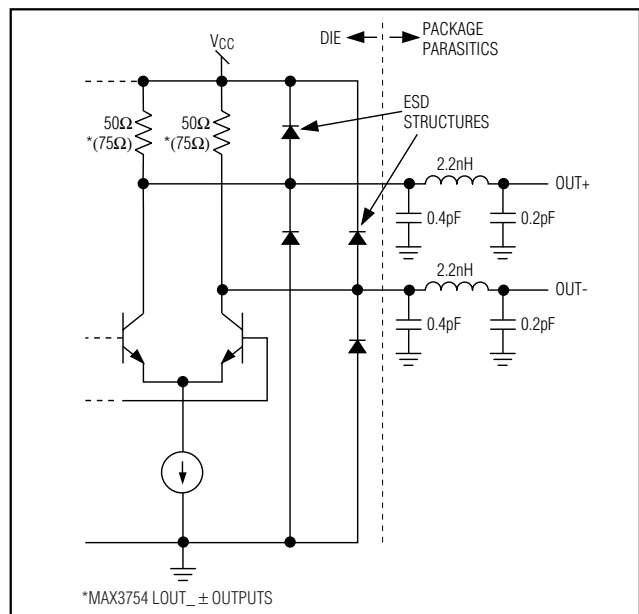 VCC
DIE
PACKAGE
PARASITICS
50Ω
*(75Ω)
50Ω
*(75Ω)
ESD
STRUCTURES
2.2nH
OUT+
0.4pF
0.2pF
2.2nH
OUT-
0.4pF
0.2pF
*MAX3754 LOUT_ ± OUTPUTS